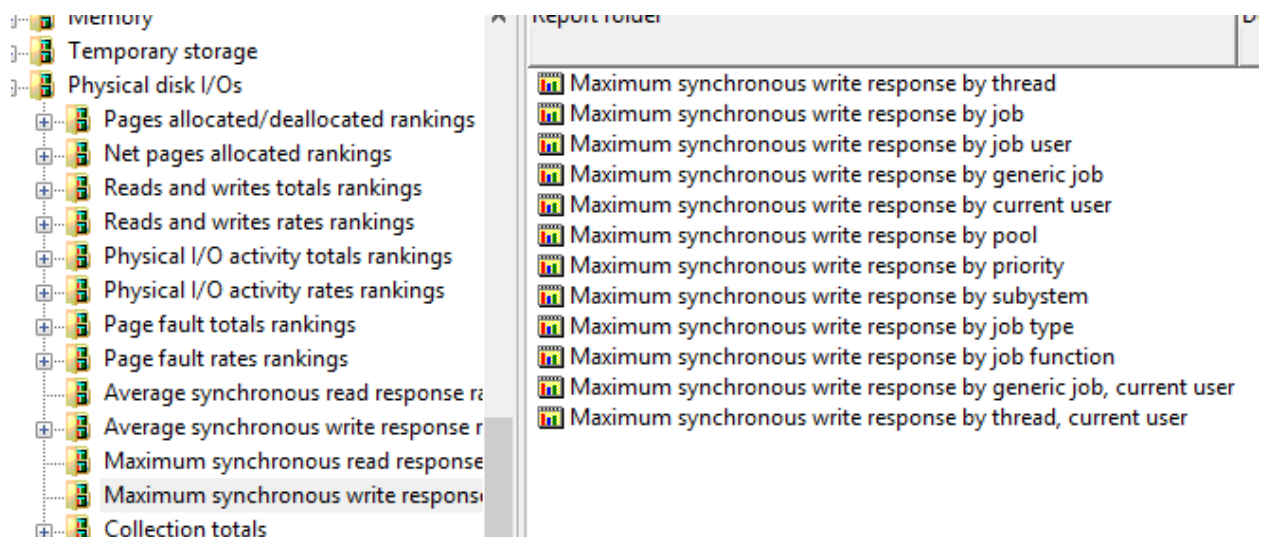 Memory
Temporary storage
Physical disk I/Os
Pages allocated/deallocated rankings
Net pages allocated rankings
Reads and writes totals rankings
Reads and writes rates rankings
Physical I/O activity totals rankings
Physical I/O activity rates rankings
Page fault totals rankings
Page fault rates rankings
Average synchronous read response ra
Average synchronous write response r
Maximum synchronous read response
Maximum synchronous write response
Collection totals
Report folder
Maximum synchronous write response by thread
Maximum synchronous write response by job
Maximum synchronous write response by job user
Maximum synchronous write response by generic job
Maximum synchronous write response by current user
Maximum synchronous write response by pool
Maximum synchronous write response by priority
Maximum synchronous write response by subystem
Maximum synchronous write response by job type
Maximum synchronous write response by job function
Maximum synchronous write response by generic job, current user
Maximum synchronous write response by thread, current user